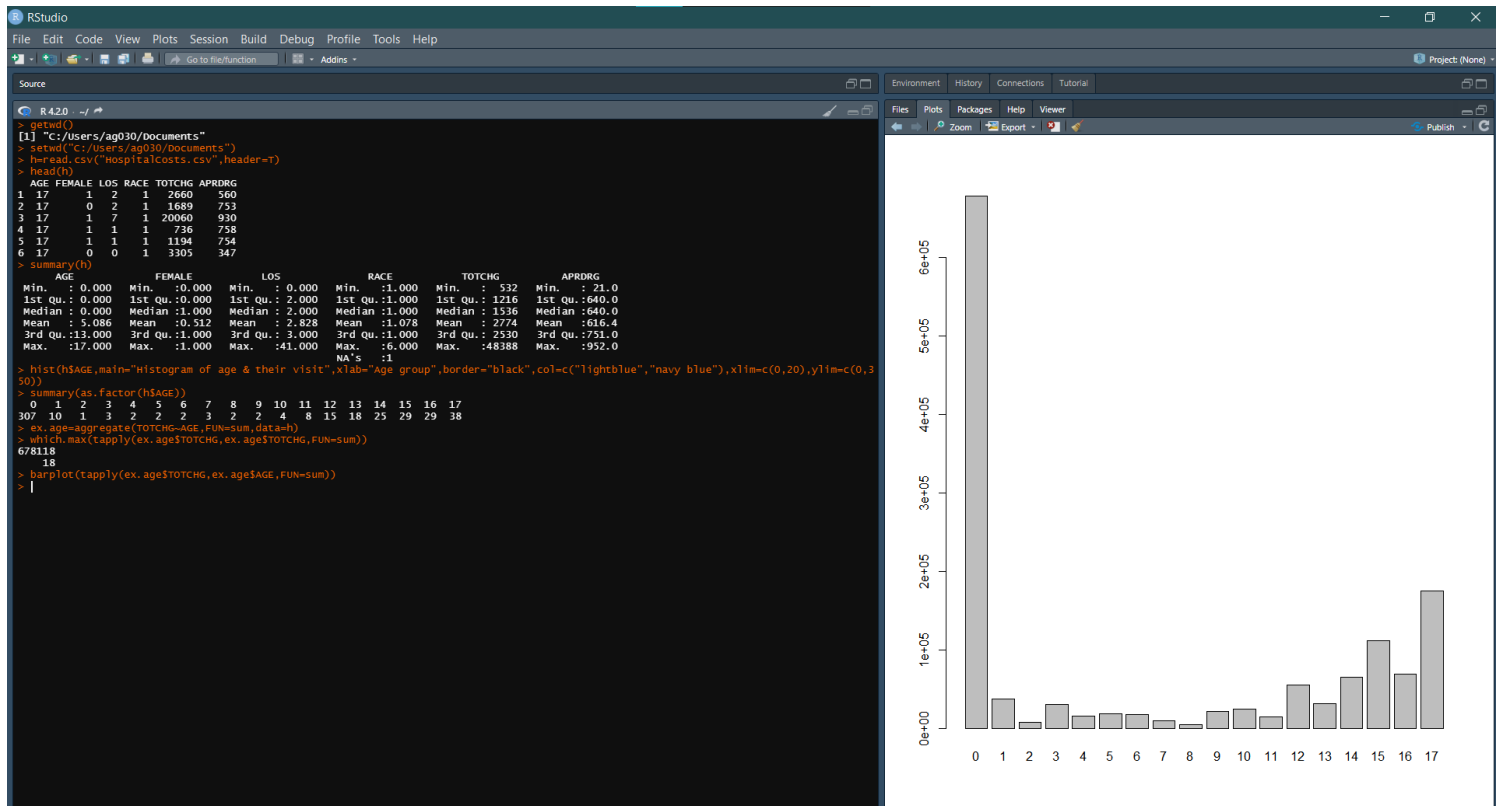 RStudio
File Edit Code View Plots Session Build Debug Profile Tools Help
Go to file/function Addins
Project: (None)
Source
R 4.2.0 · ~/
> getwd()
[1] "C:/Users/ag030/Documents"
> setwd("C:/Users/ag030/Documents")
> h=read.csv("HospitalCosts.csv",header=T)
> head(h)
  AGE FEMALE LOS RACE TOTCHG APRDRG
1  17      1   2    1   2660    560
2  17      0   2    1   1689    753
3  17      1   7    1  20060    930
4  17      1   1    1    736    758
5  17      1   1    1   1194    754
6  17      0   0    1   3305    347
> summary(h)
      AGE             FEMALE           LOS              RACE           TOTCHG          APRDRG
 Min.   : 0.000   Min.   :0.000   Min.   : 0.000   Min.   :1.000   Min.   :  532   Min.   : 21.0
 1st Qu.: 0.000   1st Qu.:0.000   1st Qu.: 2.000   1st Qu.:1.000   1st Qu.: 1216   1st Qu.:640.0
 Median : 0.000   Median :1.000   Median : 2.000   Median :1.000   Median : 1536   Median :640.0
 Mean   : 5.086   Mean   :0.512   Mean   : 2.828   Mean   :1.078   Mean   : 2774   Mean   :616.4
 3rd Qu.:13.000   3rd Qu.:1.000   3rd Qu.: 3.000   3rd Qu.:1.000   3rd Qu.: 2530   3rd Qu.:751.0
 Max.   :17.000   Max.   :1.000   Max.   :41.000   Max.   :6.000   Max.   :48388   Max.   :952.0
 NA's   :1
> hist(h$AGE,main="Histogram of age & their visit",xlab="Age group",border="black",col=c("lightblue","navy blue"),xlim=c(0,20),ylim=c(0,3
50))
> summary(as.factor(h$AGE))
  0   1   2   3   4   5   6   7   8   9  10  11  12  13  14  15  16  17
307  10   1   3   2   2   2   3   2   2   4   8  15  18  25  29  29  38
> ex.age=aggregate(TOTCHG~AGE,FUN=sum,data=h)
> which.max(tapply(ex.age$TOTCHG,ex.age$TOTCHG,FUN=sum))
678118
    18
> barplot(tapply(ex.age$TOTCHG,ex.age$AGE,FUN=sum))
>
Environment History Connections Tutorial
Files Plots Packages Help Viewer
Zoom Export Publish
6e+05
5e+05
4e+05
3e+05
2e+05
1e+05
0e+00
0 1 2 3 4 5 6 7 8 9 10 11 12 13 14 15 16 17